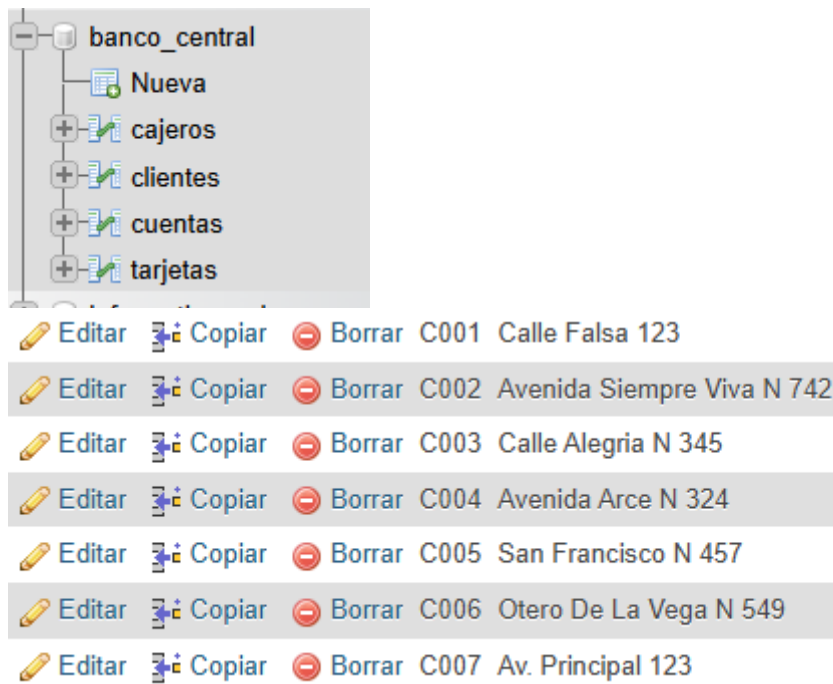 banco_central
Nueva
cajeros
clientes
cuentas
tarjetas
Editar Copiar Borrar C001 Calle Falsa 123
Editar Copiar Borrar C002 Avenida Siempre Viva N 742
Editar Copiar Borrar C003 Calle Alegria N 345
Editar Copiar Borrar C004 Avenida Arce N 324
Editar Copiar Borrar C005 San Francisco N 457
Editar Copiar Borrar C006 Otero De La Vega N 549
Editar Copiar Borrar C007 Av. Principal 123